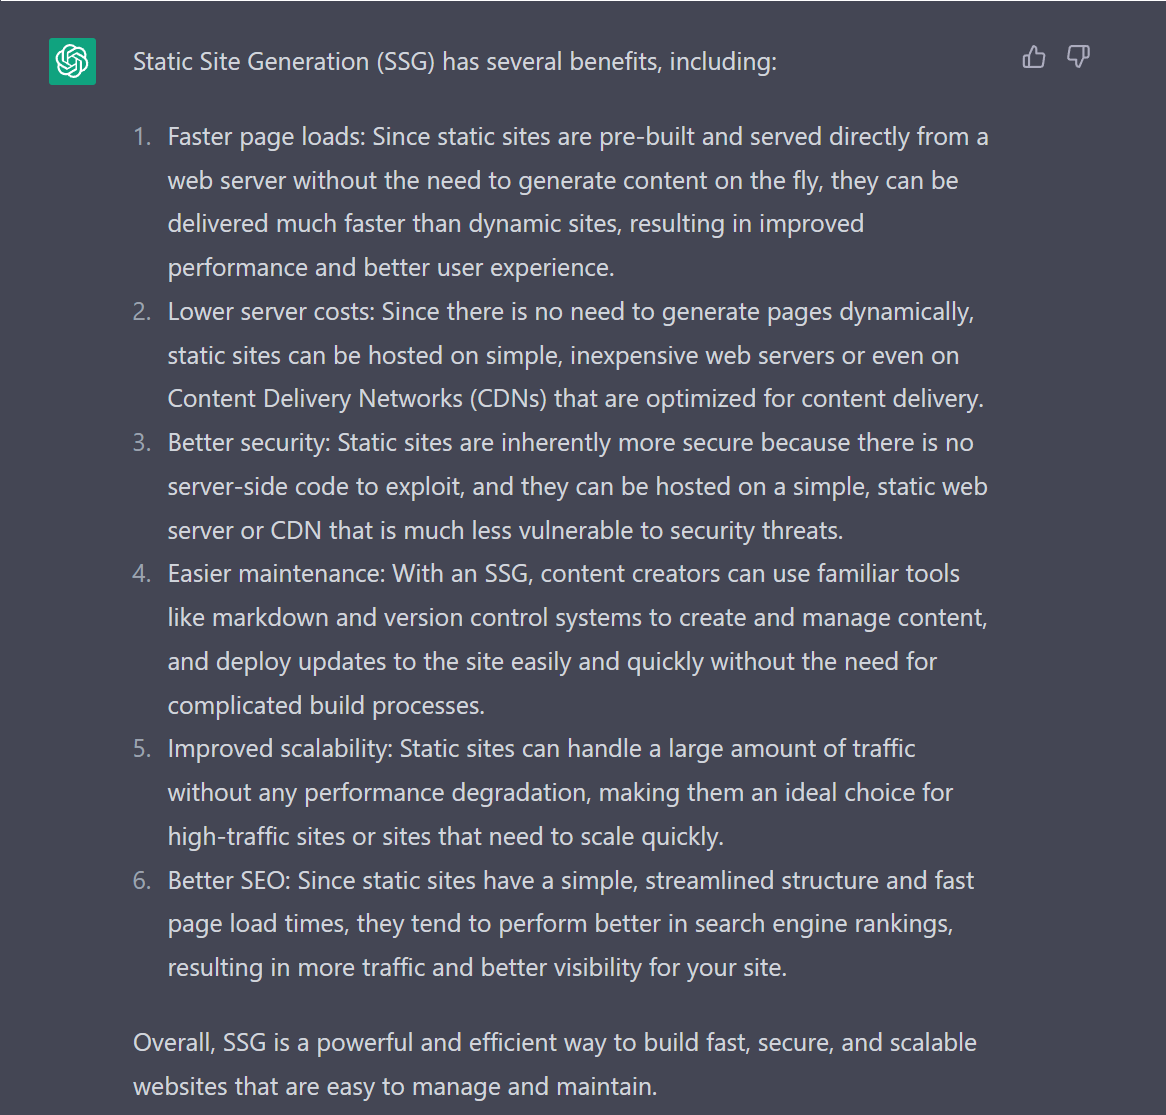 Static Site Generation (SSG) has several benefits, including:
1. Faster page loads: Since static sites are pre-built and served directly from a
web server without the need to generate content on the fly, they can be
delivered much faster than dynamic sites, resulting in improved
performance and better user experience.
2. Lower server costs: Since there is no need to generate pages dynamically,
static sites can be hosted on simple, inexpensive web servers or even on
Content Delivery Networks (CDNs) that are optimized for content delivery.
3. Better security: Static sites are inherently more secure because there is no
server-side code to exploit, and they can be hosted on a simple, static web
server or CDN that is much less vulnerable to security threats.
4. Easier maintenance: With an SSG, content creators can use familiar tools
like markdown and version control systems to create and manage content,
and deploy updates to the site easily and quickly without the need for
complicated build processes.
5. Improved scalability: Static sites can handle a large amount of traffic
without any performance degradation, making them an ideal choice for
high-traffic sites or sites that need to scale quickly.
6. Better SEO: Since static sites have a simple, streamlined structure and fast
page load times, they tend to perform better in search engine rankings,
resulting in more traffic and better visibility for your site.
Overall, SSG is a powerful and efficient way to build fast, secure, and scalable
websites that are easy to manage and maintain.